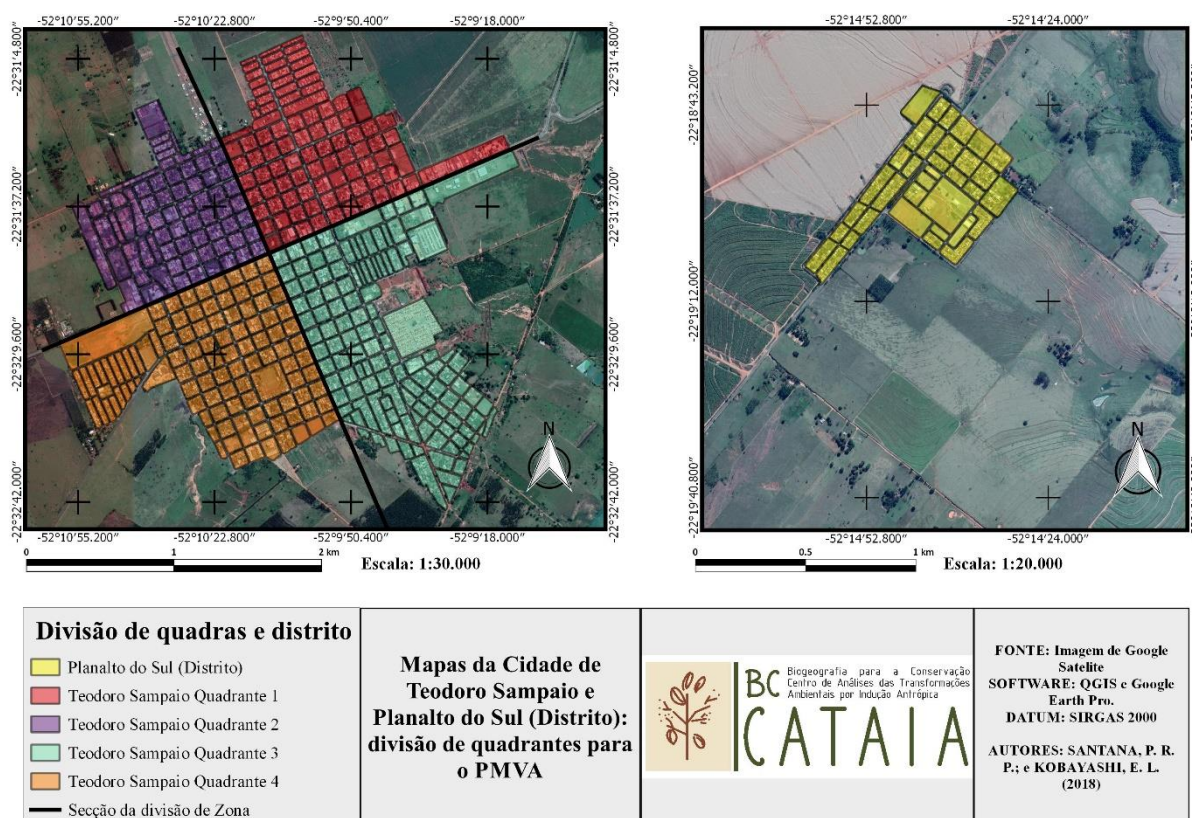 -52°10'55.200" -52°10'22.800" -52°9'50.400" -52°9'18.000"
-22°31'4.800" -22°31'37.200" -22°32'9.600" -22°32'42.000"
-22°31'4.800" -22°31'37.200" -22°32'9.600" -22°32'42.000"
N
-52°10'55.200" -52°10'22.800" -52°9'50.400" -52°9'18.000"
0 1 2 km
Escala: 1:30.000
-52°14'52.800" -52°14'24.000"
-22°18'43.200" -22°19'12.000" -22°19'40.800"
N
-52°14'52.800" -52°14'24.000"
0 0.5 1 km
Escala: 1:20.000
Divisão de quadras e distrito
Planalto do Sul (Distrito)
Teodoro Sampaio Quadrante 1
Teodoro Sampaio Quadrante 2
Teodoro Sampaio Quadrante 3
Teodoro Sampaio Quadrante 4
Secção da divisão de Zona
Mapas da Cidade de
Teodoro Sampaio e
Planalto do Sul (Distrito):
divisão de quadrantes para
o PMVA
BC
Biogeografia para a Conservação
Centro de Análises das Transformações
Ambientais por Indução Antrópica
CATAIA
FONTE: Imagem de Google
Satelite
SOFTWARE: QGIS e Google
Earth Pro.
DATUM: SIRGAS 2000
AUTORES: SANTANA, P. R.
P.; e KOBAYASHI, E. L.
(2018)